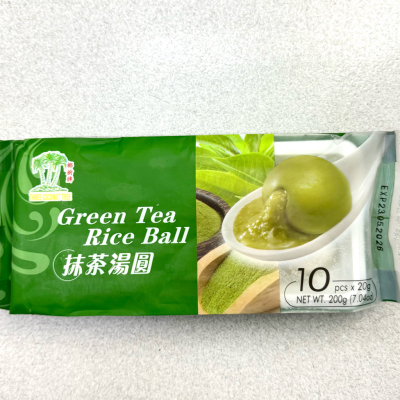 Green Tea
Rice Ball
抹茶湯圓
10 pcs x 20g
NET WT. 200g (7.04oz)
EXP23052026